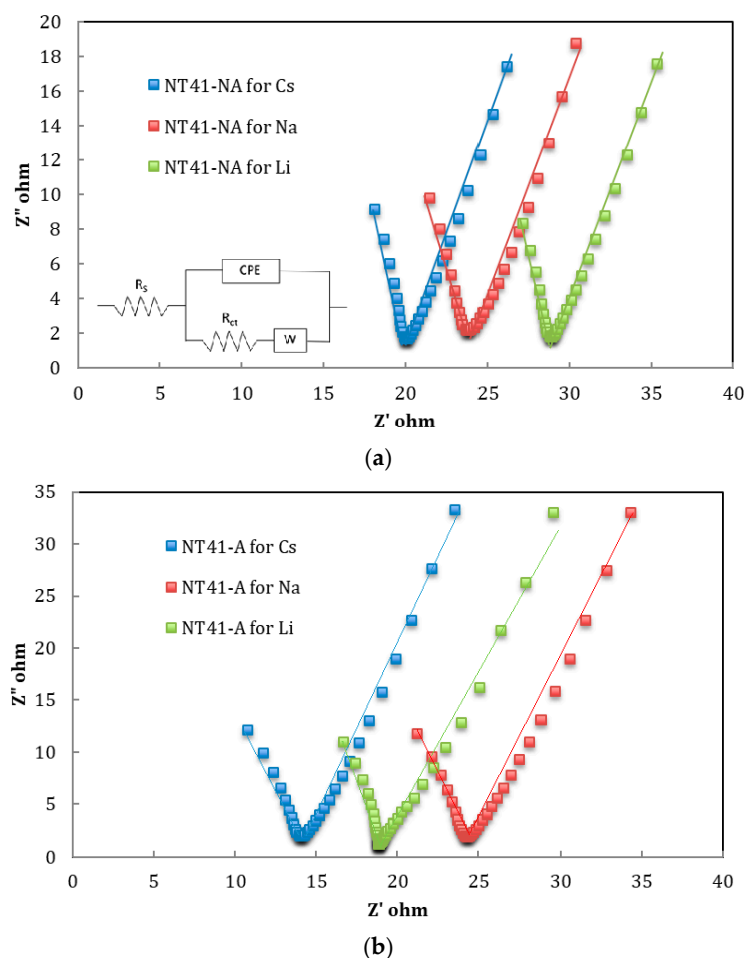 20
18
16
14
12
10
8
6
4
2
0
Z" ohm
NT41-NA for Cs
NT41-NA for Na
NT41-NA for Li
Rs
CPE
Rct
W
0 5 10 15 20 25 30 35 40
Z' ohm
(a)
35
30
25
20
15
10
5
0
Z" ohm
NT41-A for Cs
NT41-A for Na
NT41-A for Li
0 5 10 15 20 25 30 35 40
Z' ohm
(b)